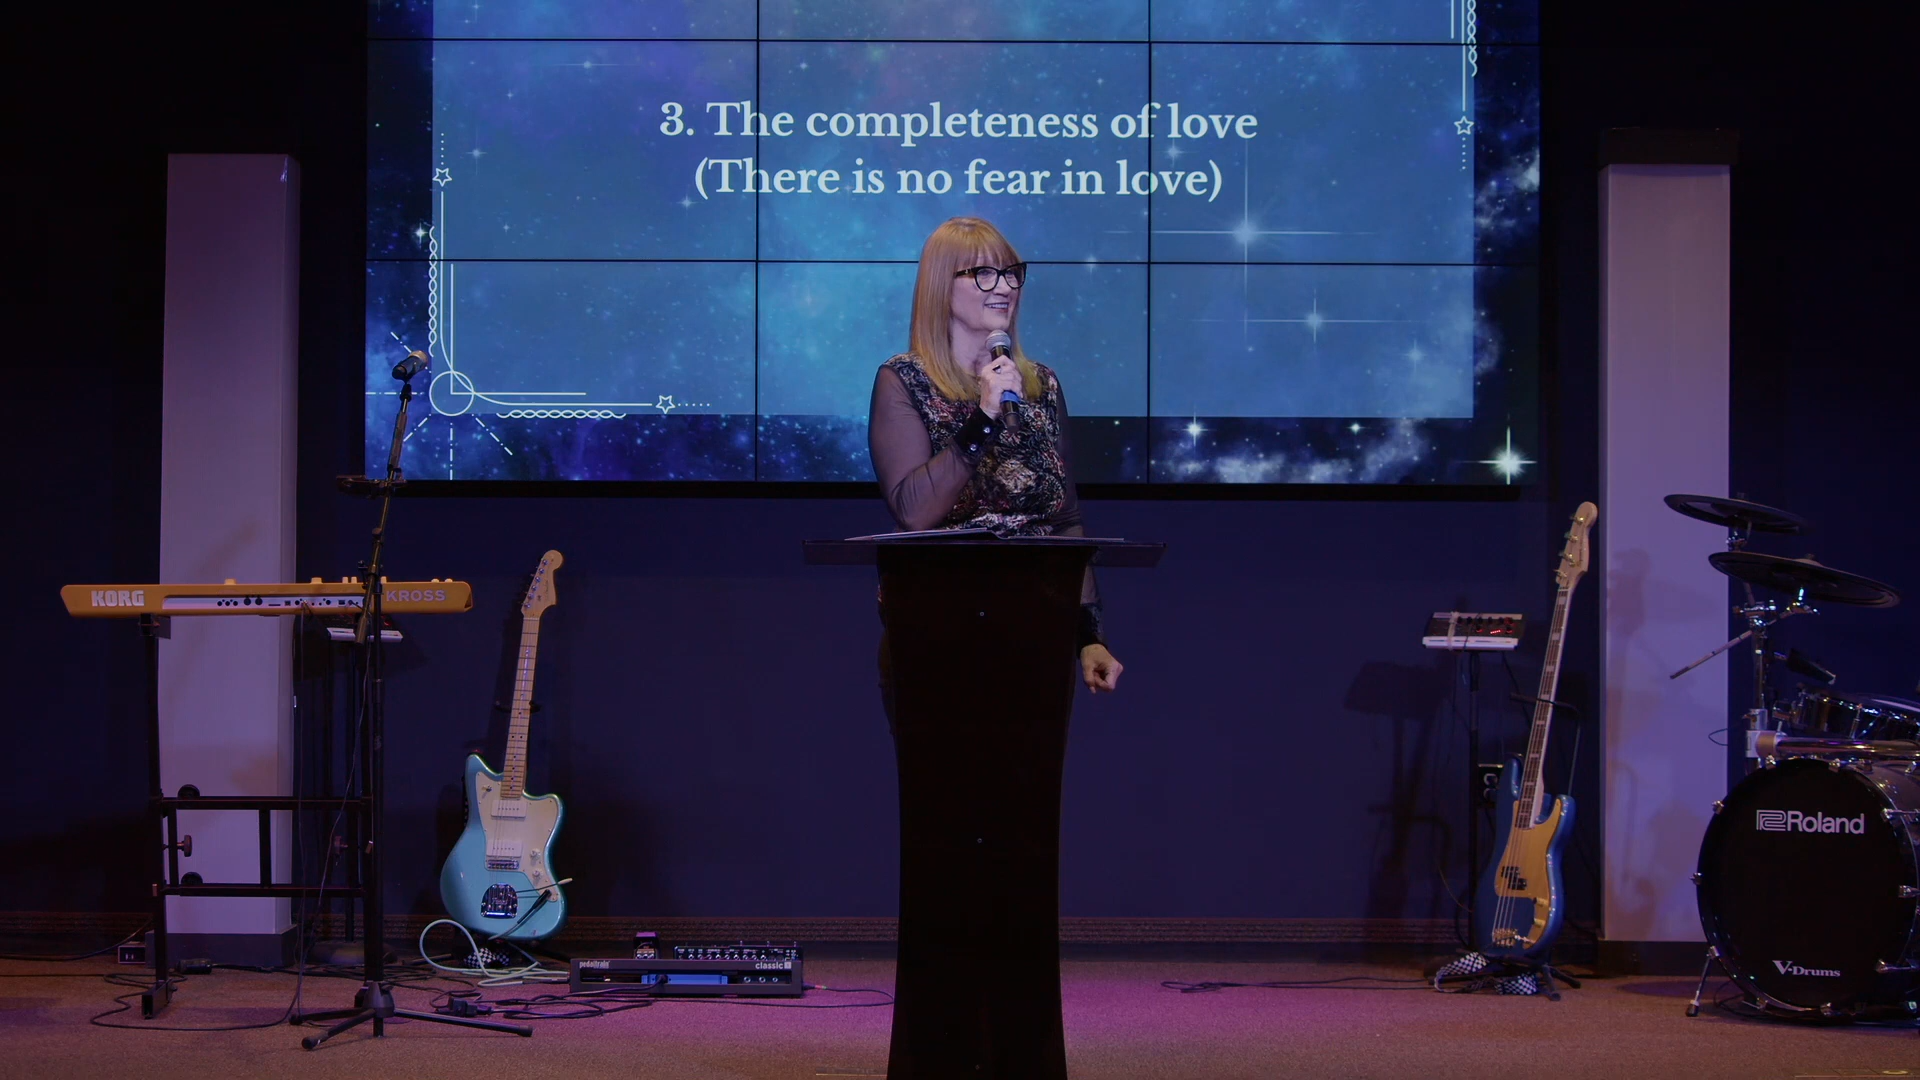 3. The completeness of love
(There is no fear in love)
KORG
KROSS
Roland
pedaltrain
classic
V-Drums